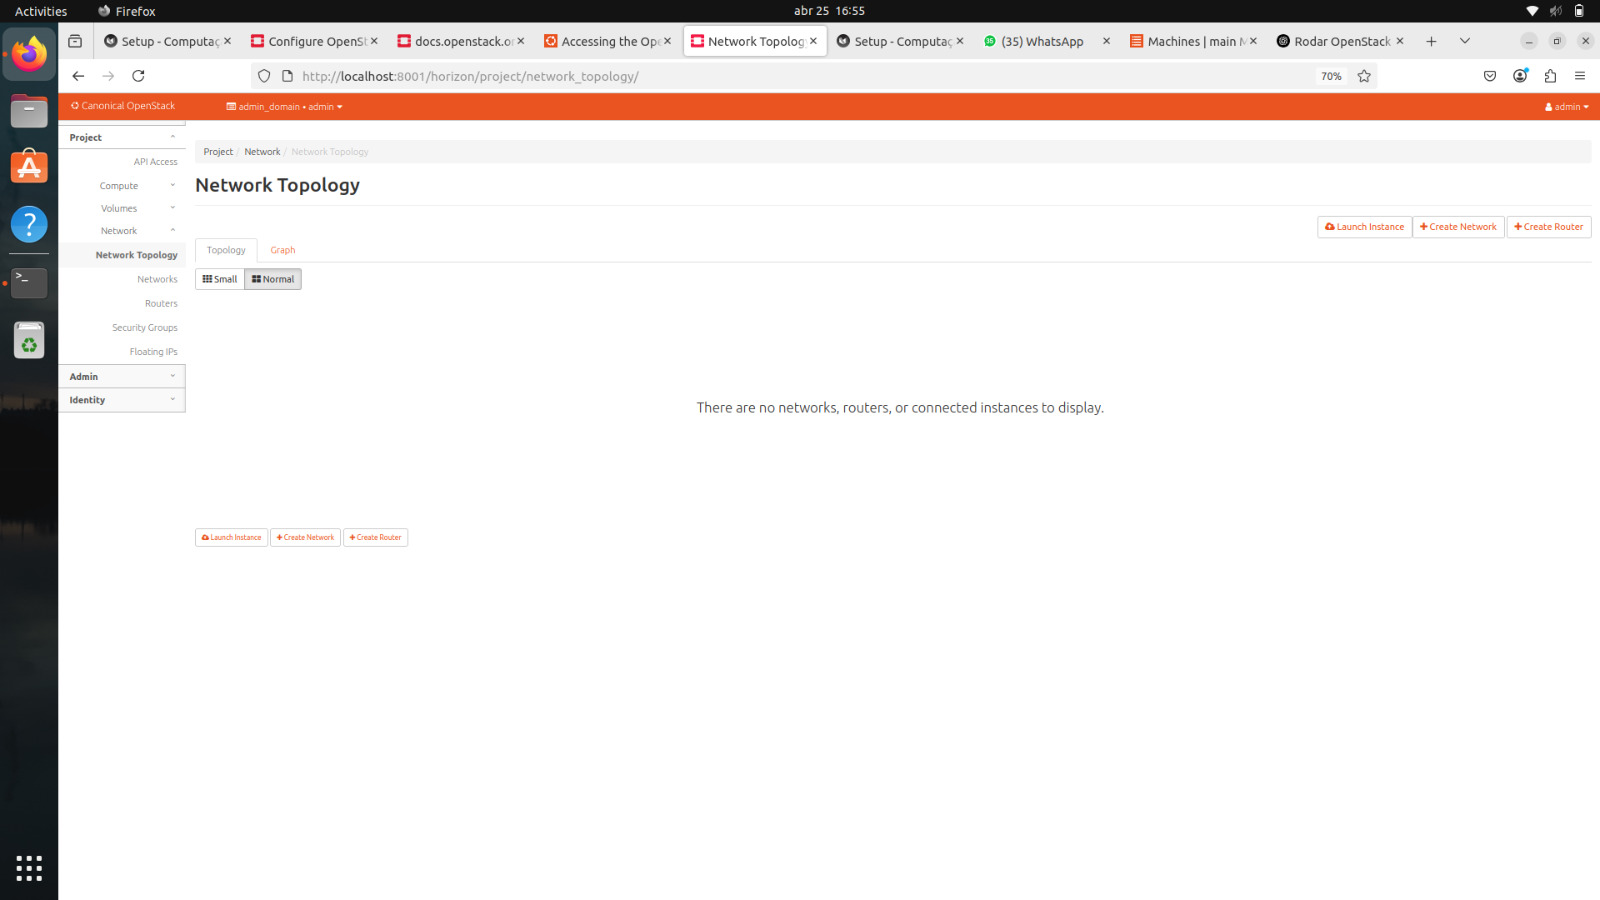 Activities
Firefox
abr 25 16:55
Setup - Computaç
Configure OpenSt
docs.openstack.or
Accessing the Ope
Network Topolog
Setup - Computaç
(35) WhatsApp
Machines | main M
Rodar OpenStack
http://localhost:8001/horizon/project/network_topology/
70%
Canonical OpenStack
admin_domain • admin
admin
Project
API Access
Compute
Volumes
Network
Network Topology
Networks
Routers
Security Groups
Floating IPs
Admin
Identity
Project / Network / Network Topology
Network Topology
Launch Instance
+ Create Network
+ Create Router
Topology
Graph
Small
Normal
There are no networks, routers, or connected instances to display.
Launch Instance
+ Create Network
+ Create Router